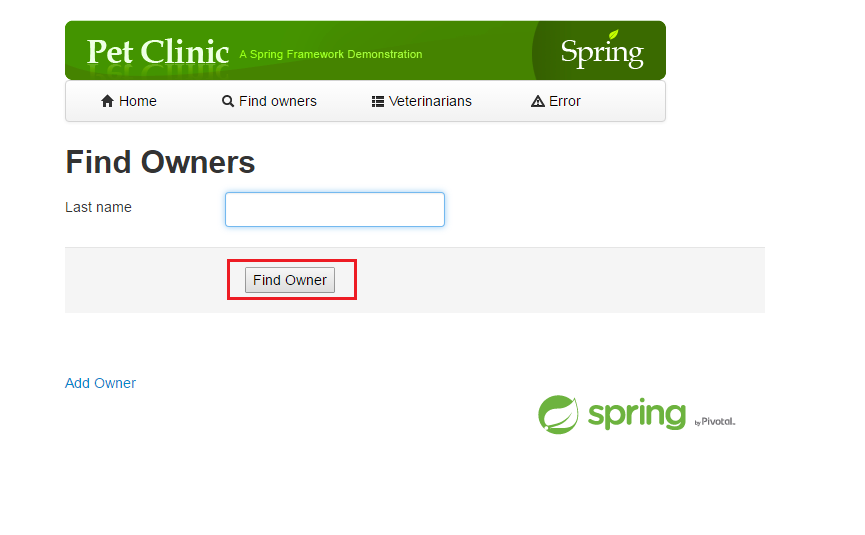 Pet Clinic A Spring Framework Demonstration Spring
Home Find owners Veterinarians Error
Find Owners
Last name
Find Owner
Add Owner
spring by Pivotal.